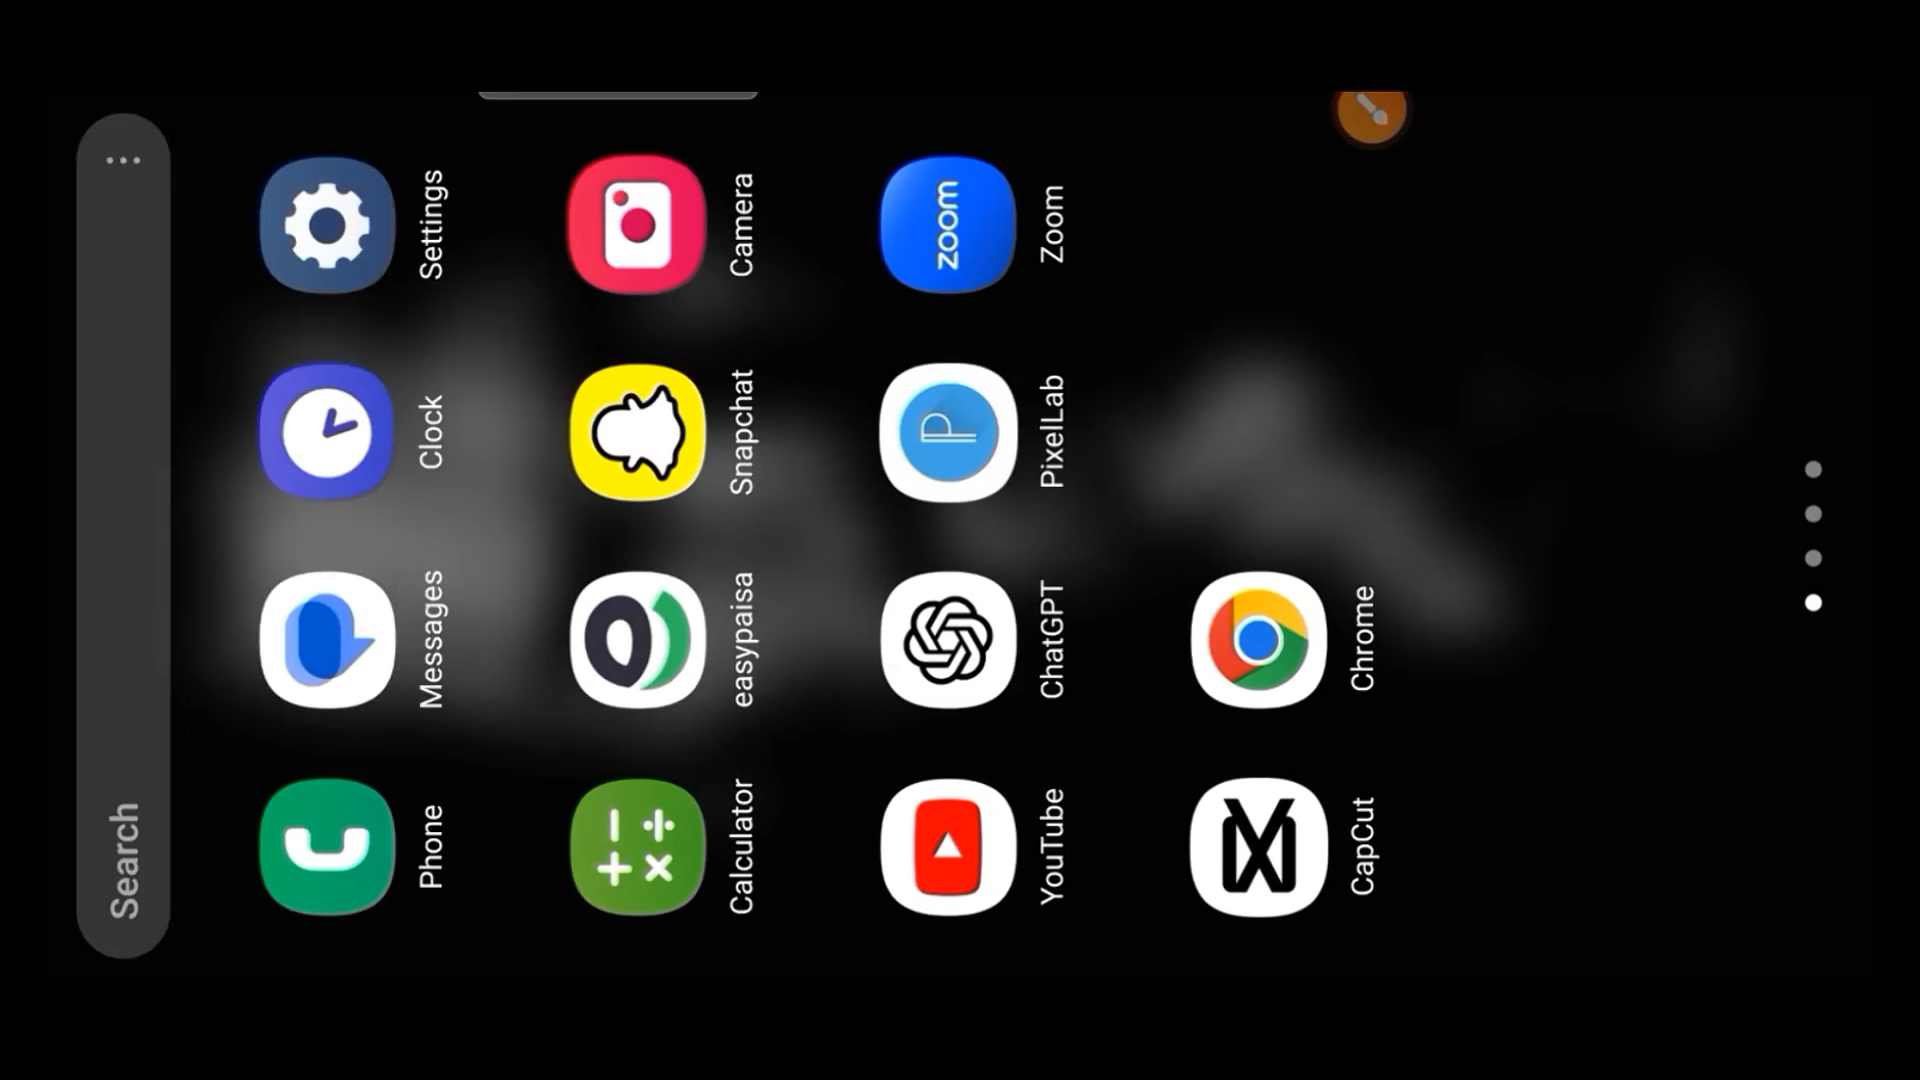 Search
Phone
Messages
Clock
Settings
Calculator
easypaisa
Snapchat
Camera
YouTube
ChatGPT
PixelLab
zoom
Zoom
CapCut
Chrome